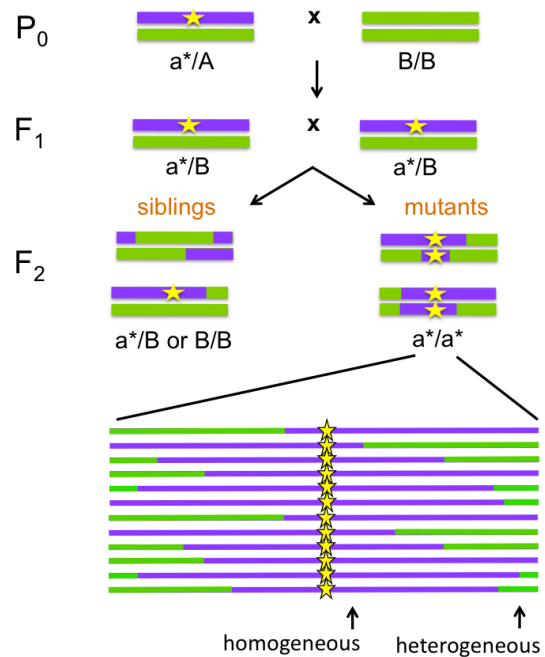 P0
x
a*/A
B/B
F1
x
a*/B
a*/B
siblings
mutants
F2
a*/B or B/B
a*/a*
homogeneous
heterogeneous